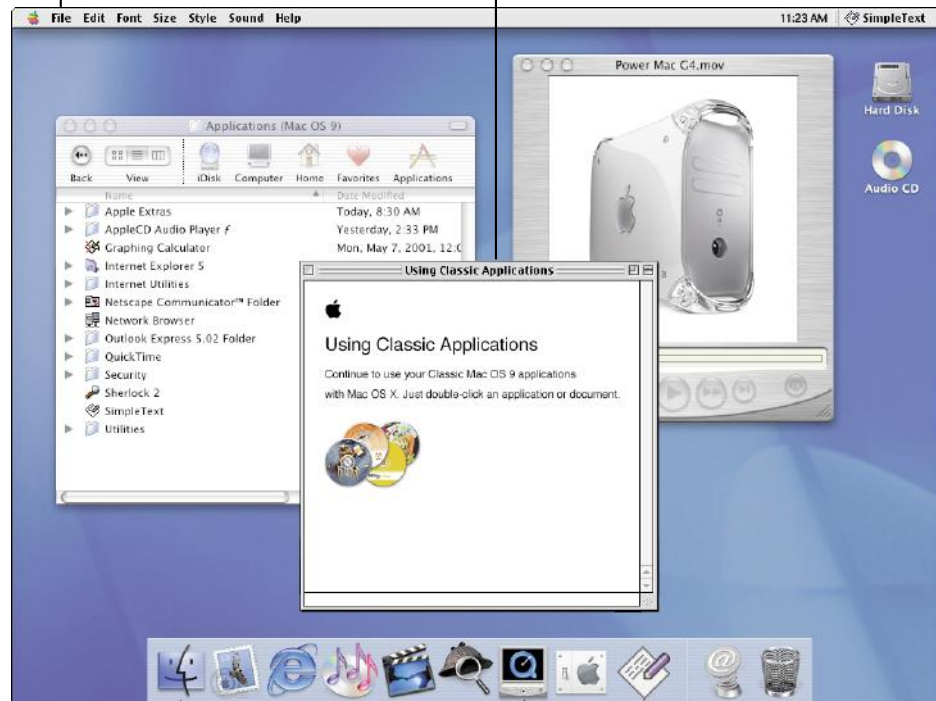 File Edit Font Size Style Sound Help
11:23 AM SimpleText
Power Mac G4.mov
Hard Disk
Audio CD
Applications (Mac OS 9)
Back View iDisk Computer Home Favorites Applications
Name Date Modified
Apple Extras Today, 8:30 AM
AppleCD Audio Player ƒ Yesterday, 2:33 PM
Graphing Calculator Mon, May 7, 2001, 12:0
Internet Explorer 5
Internet Utilities
Netscape Communicator™ Folder
Network Browser
Outlook Express 5.02 Folder
QuickTime
Security
Sherlock 2
SimpleText
Utilities
Using Classic Applications
Using Classic Applications
Continue to use your Classic Mac OS 9 applications
with Mac OS X. Just double-click an application or document.